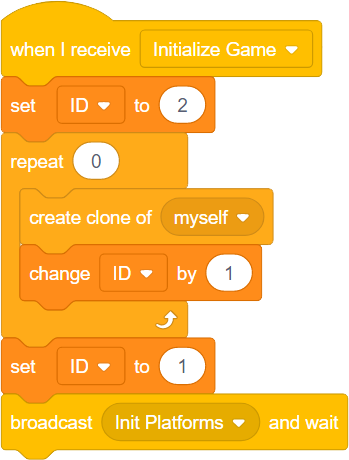 when I receive Initialize Game
set ID to 2
repeat 0
create clone of myself
change ID by 1
set ID to 1
broadcast Init Platforms and wait